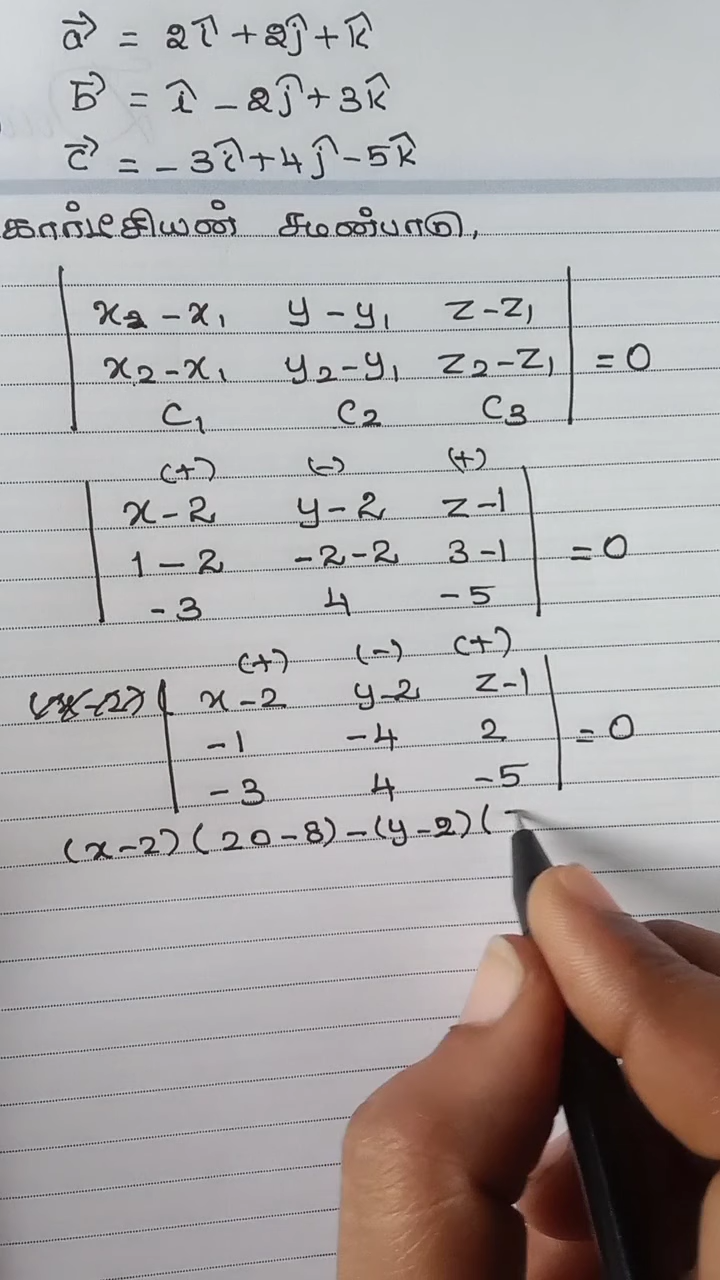 a⃗ = 2î + 2ĵ + k̂
b⃗ = î - 2ĵ + 3k̂
c⃗ = - 3î + 4ĵ - 5k̂
கார்டீசியன் சமன்பாடு,
| x - x₁ y - y₁ z - z₁ |
| x₂ - x₁ y₂ - y₁ z₂ - z₁ | = 0
| c₁ c₂ c₃ |
(+) (-) (+)
| x - 2 y - 2 z - 1 |
| 1 - 2 -2 - 2 3 - 1 | = 0
| -3 4 -5 |
(+) (-) (+)
| x - 2 y - 2 z - 1 |
| -1 -4 2 | = 0
| -3 4 -5 |
(x - 2) (20 - 8) - (y - 2) (